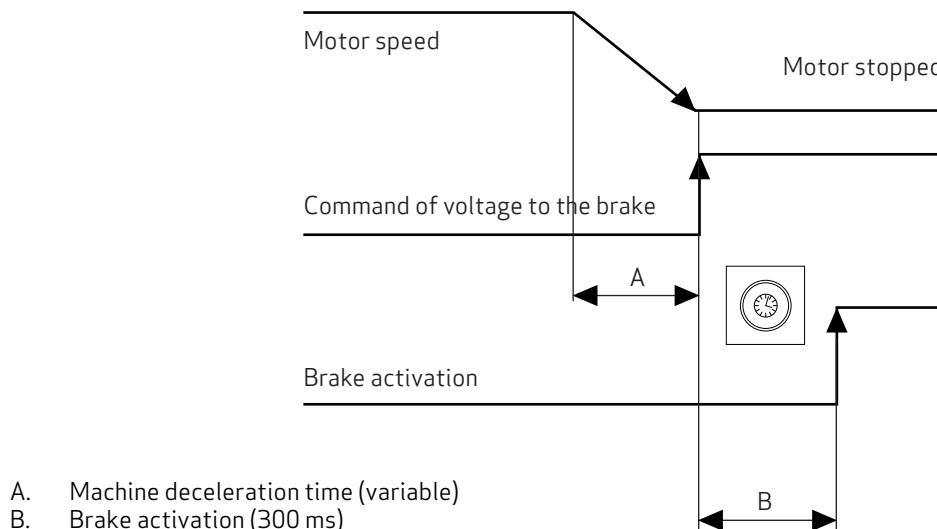 Motor speed
Motor stopped
Command of voltage to the brake
A
Brake activation
B
A. Machine deceleration time (variable)
B. Brake activation (300 ms)